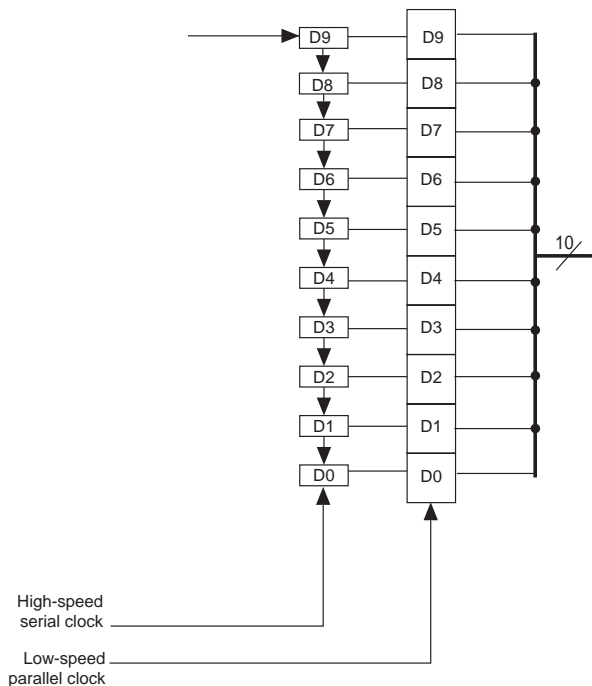 D9 D9
D8 D8
D7 D7
D6 D6
D5 D5
10
D4 D4
D3 D3
D2 D2
D1 D1
D0 D0
High-speed
serial clock
Low-speed
parallel clock